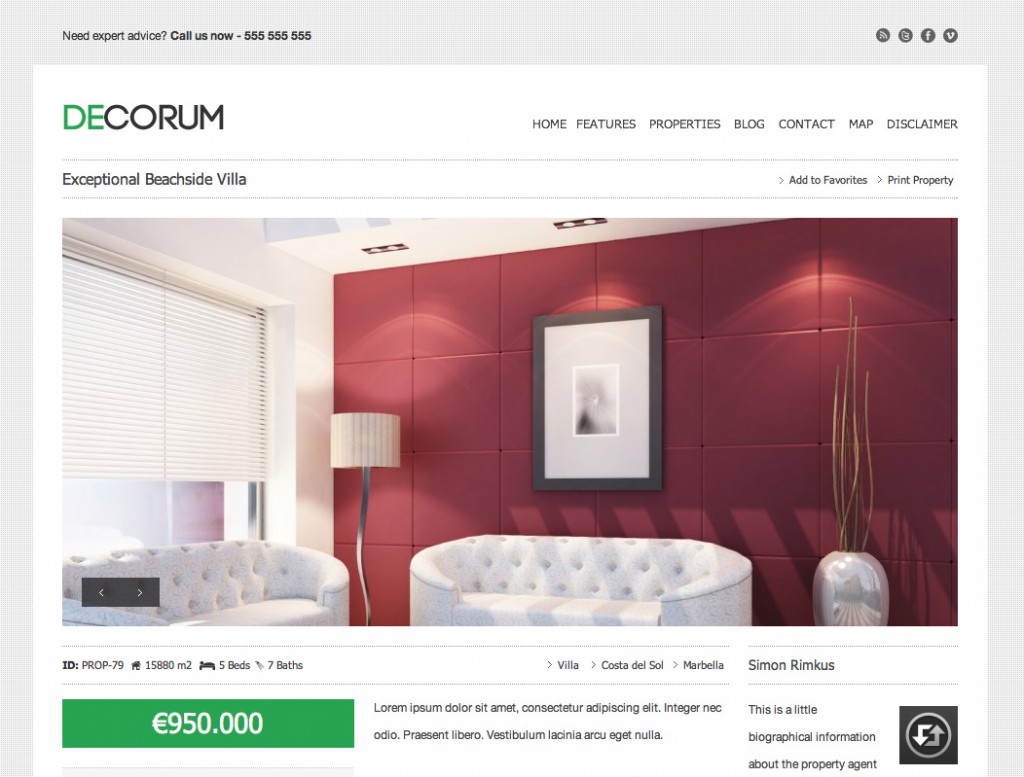 Need expert advice? Call us now - 555 555 555
DECORUM
HOME FEATURES PROPERTIES BLOG CONTACT MAP DISCLAIMER
Exceptional Beachside Villa
Add to Favorites Print Property
ID: PROP-79 15880 m2 5 Beds 7 Baths
Villa Costa del Sol Marbella
Simon Rimkus
€950.000
Lorem ipsum dolor sit amet, consectetur adipiscing elit. Integer nec
odio. Praesent libero. Vestibulum lacinia arcu eget nulla.
This is a little
biographical information
about the property agent